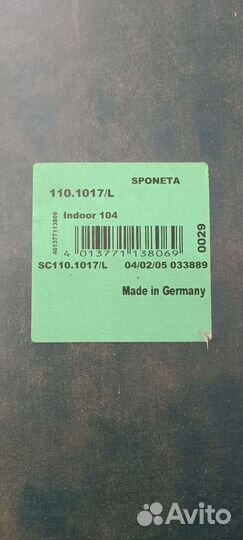 SPONETA
110.1017/L
Indoor 104
4 013771 138069
0029
SC110.1017/L 04/02/05 033889
Made in Germany
Avito